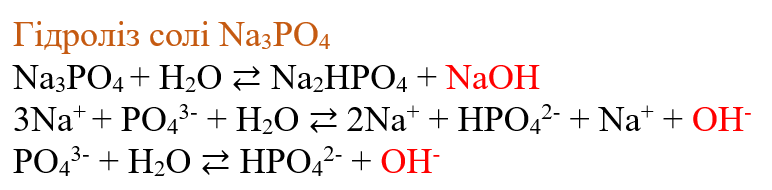 Гідроліз солі Na₃PO₄
Na₃PO₄ + H₂O ⇄ Na₂HPO₄ + NaOH
3Na⁺ + PO₄³⁻ + H₂O ⇄ 2Na⁺ + HPO₄²⁻ + Na⁺ + OH⁻
PO₄³⁻ + H₂O ⇄ HPO₄²⁻ + OH⁻